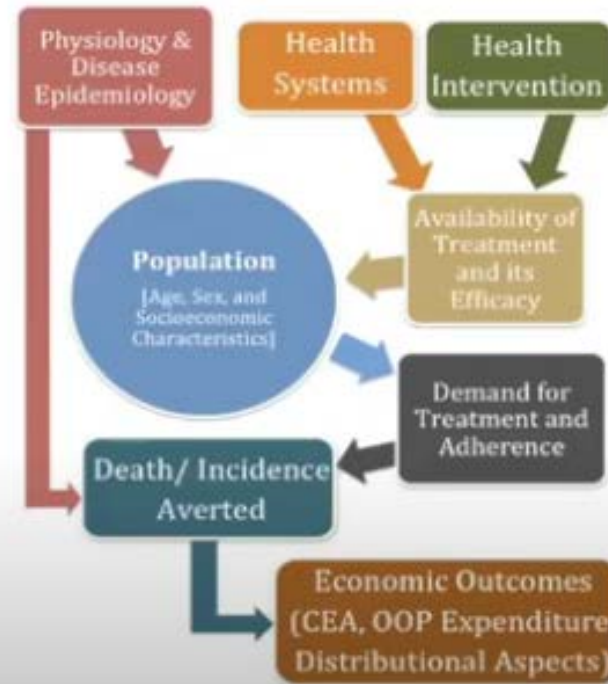 Physiology &
Disease
Epidemiology
Health
Systems
Health
Intervention
Availability of
Treatment
and its
Efficacy
Population
[Age, Sex, and
Socioeconomic
Characteristics]
Demand for
Treatment and
Adherence
Death/ Incidence
Averted
Economic Outcomes
(CEA, OOP Expenditure
Distributional Aspects)